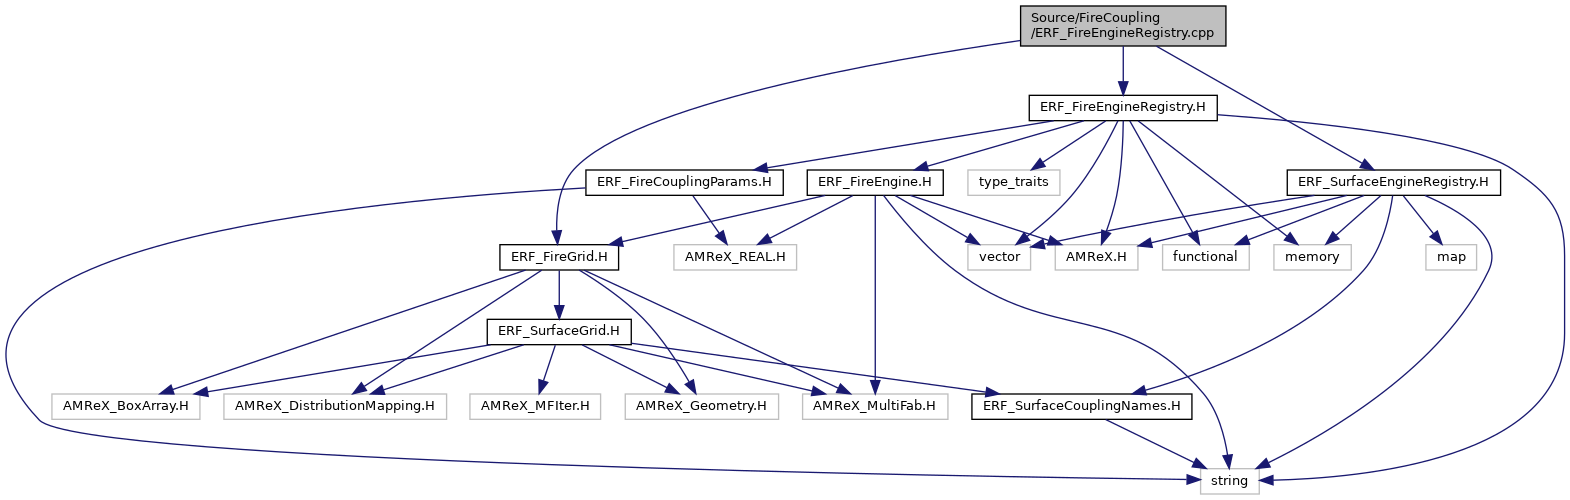 Source/FireCoupling
/ERF_FireEngineRegistry.cpp
ERF_FireEngineRegistry.H
ERF_FireCouplingParams.H
ERF_FireEngine.H
type_traits
ERF_SurfaceEngineRegistry.H
ERF_FireGrid.H
AMReX_REAL.H
vector
AMReX.H
functional
memory
map
ERF_SurfaceGrid.H
AMReX_BoxArray.H
AMReX_DistributionMapping.H
AMReX_MFIter.H
AMReX_Geometry.H
AMReX_MultiFab.H
ERF_SurfaceCouplingNames.H
string